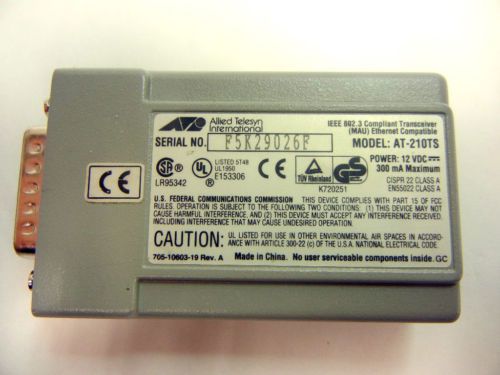 Allied Telesyn
International
IEEE 802.3 Compliant Transceiver
(MAU) Ethernet Compatible
SERIAL NO. F5K29026F
MODEL: AT-210TS
POWER: 12 VDC
300 mA Maximum
LISTED 5T48
UL1950
E153306
LR95342
TÜV Rheinland
K720251
CISPR 22 CLASS A
EN55022 CLASS A
CE
U.S. FEDERAL COMMUNICATIONS COMMISSION THIS DEVICE COMPLIES WITH PART 15 OF FCC
RULES. OPERATION IS SUBJECT TO THE FOLLOWING TWO CONDITIONS: (1) THIS DEVICE MAY NOT
CAUSE HARMFUL INTERFERENCE, AND (2) THIS DEVICE MUST ACCEPT ANY INTERFERENCE RECEIVED,
INCLUDING INTERFERENCE THAT MAY CAUSE UNDESIRED OPERATION.
CAUTION: UL LISTED FOR USE IN OTHER ENVIRONMENTAL AIR SPACES IN ACCORD-
ANCE WITH ARTICLE 300-22 (c) OF THE U.S.A. NATIONAL ELECTRICAL CODE.
705-10603-19 Rev. A Made in China. No user serviceable components inside. GC